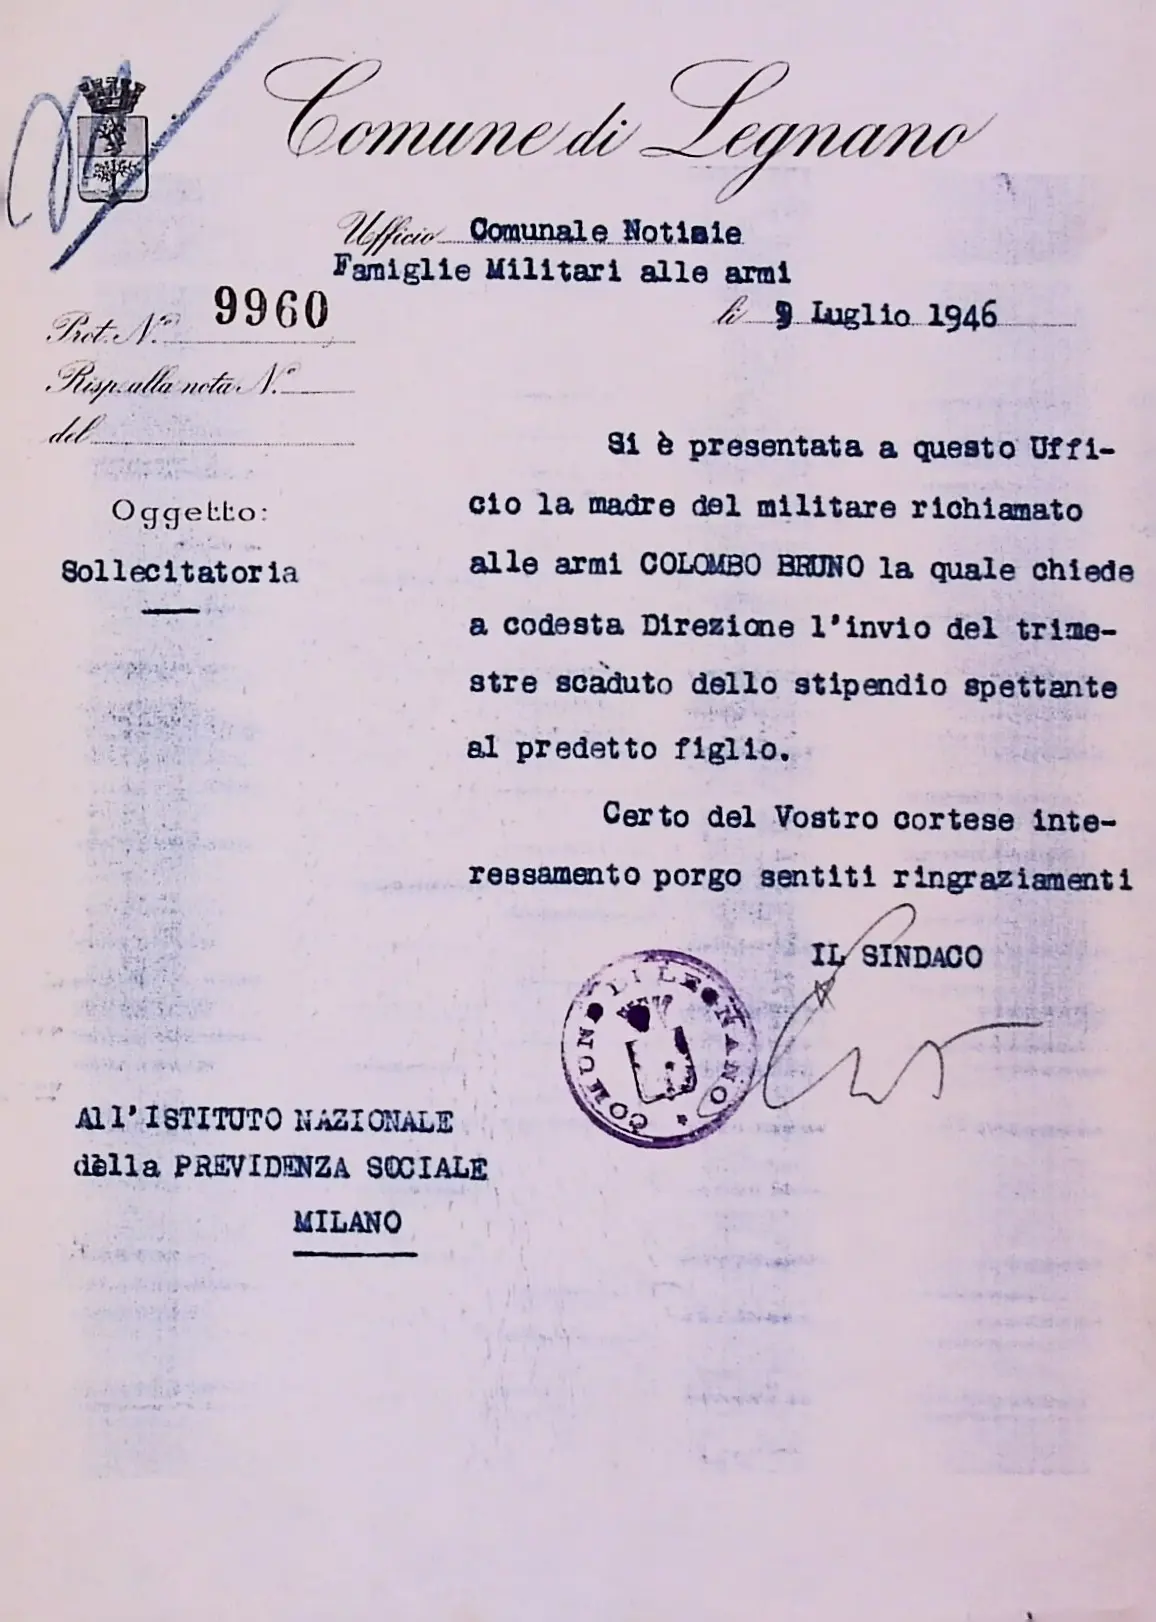 Comune di Legnano
Ufficio Comunale Notizie
Famiglie Militari alle armi
9960
Prot. N.°
lì 9 Luglio 1946
Risp. alla nota N.°
del
Si è presentata a questo Uffi-
cio la madre del militare richiamato
alle armi COLOMBO BRUNO la quale chiede
a codesta Direzione l'invio del trime-
stre scaduto dello stipendio spettante
al predetto figlio.
Oggetto:
Sollecitatoria
Certo del Vostro cortese inte-
ressamento porgo sentiti ringraziamenti
IL SINDACO
COMUNE DI LEGNANO
All'ISTITUTO NAZIONALE
dèlla PREVIDENZA SOCIALE
MILANO